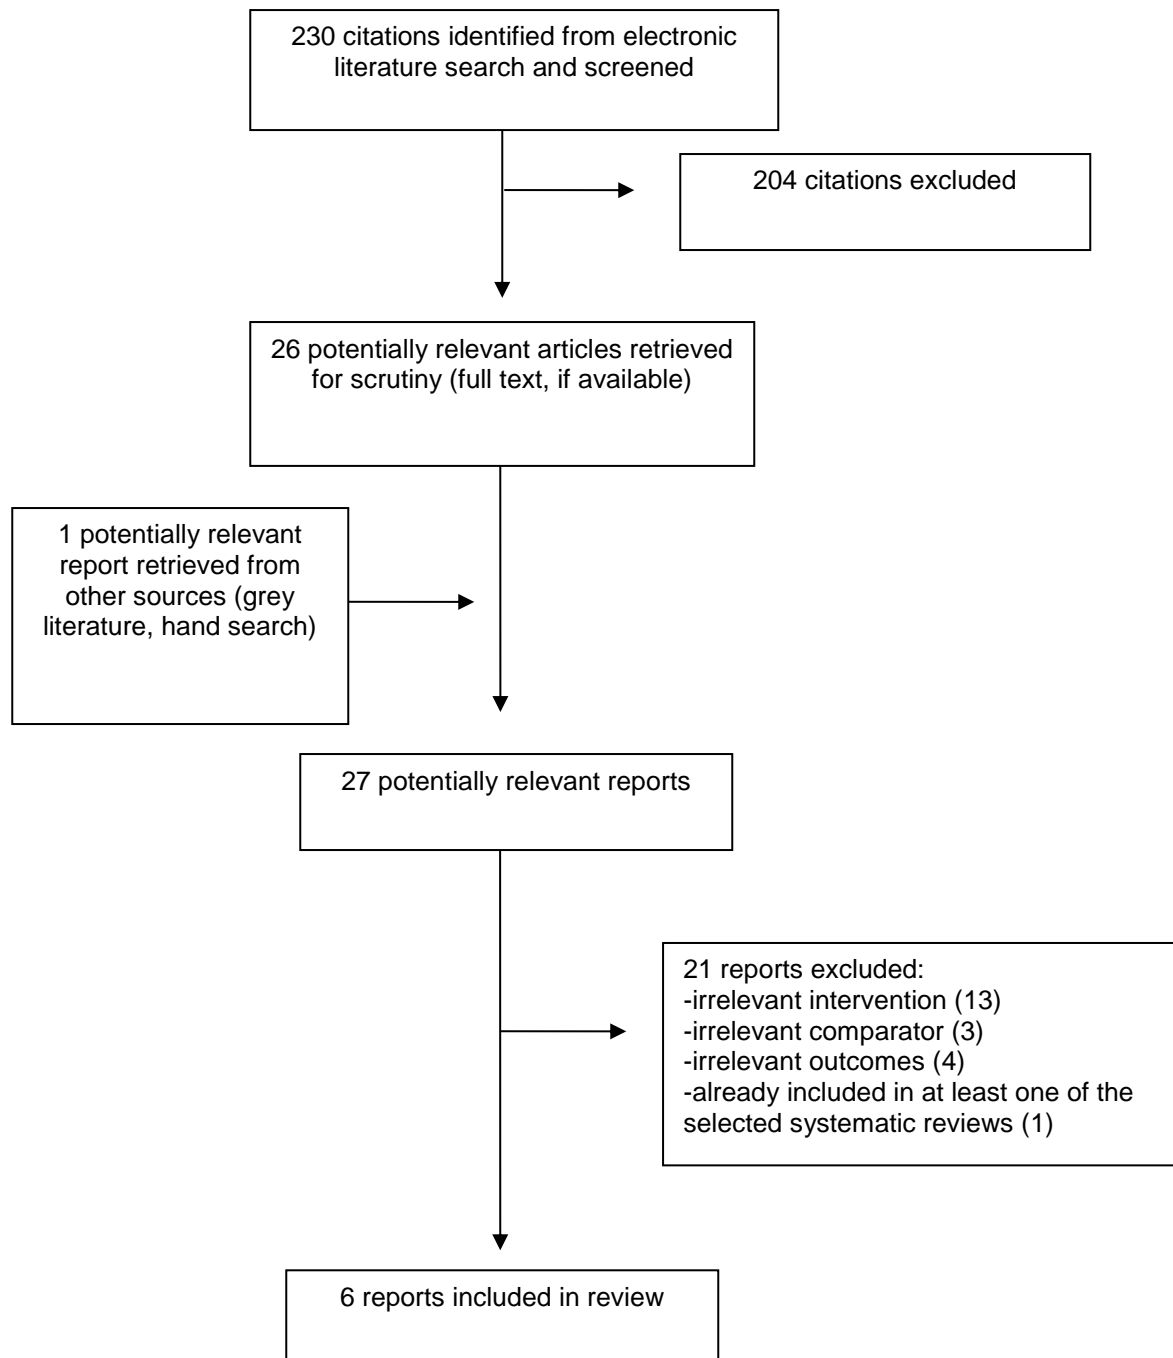 230 citations identified from electronic
literature search and screened
204 citations excluded
26 potentially relevant articles retrieved
for scrutiny (full text, if available)
1 potentially relevant
report retrieved from
other sources (grey
literature, hand search)
27 potentially relevant reports
21 reports excluded:
-irrelevant intervention (13)
-irrelevant comparator (3)
-irrelevant outcomes (4)
-already included in at least one of the
selected systematic reviews (1)
6 reports included in review